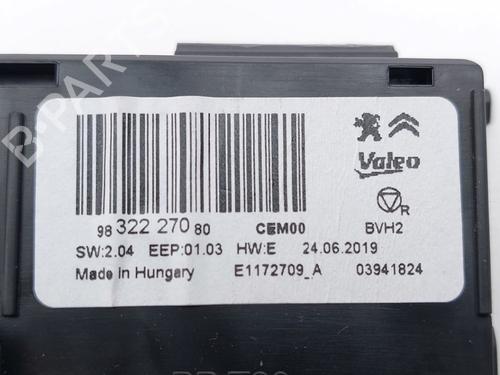 Valeo
R
98 322 270 80 CEM00 BVH2
SW:2.04 EEP:01.03 HW:E 24.06.2019
Made in Hungary E1172709_A 03941824